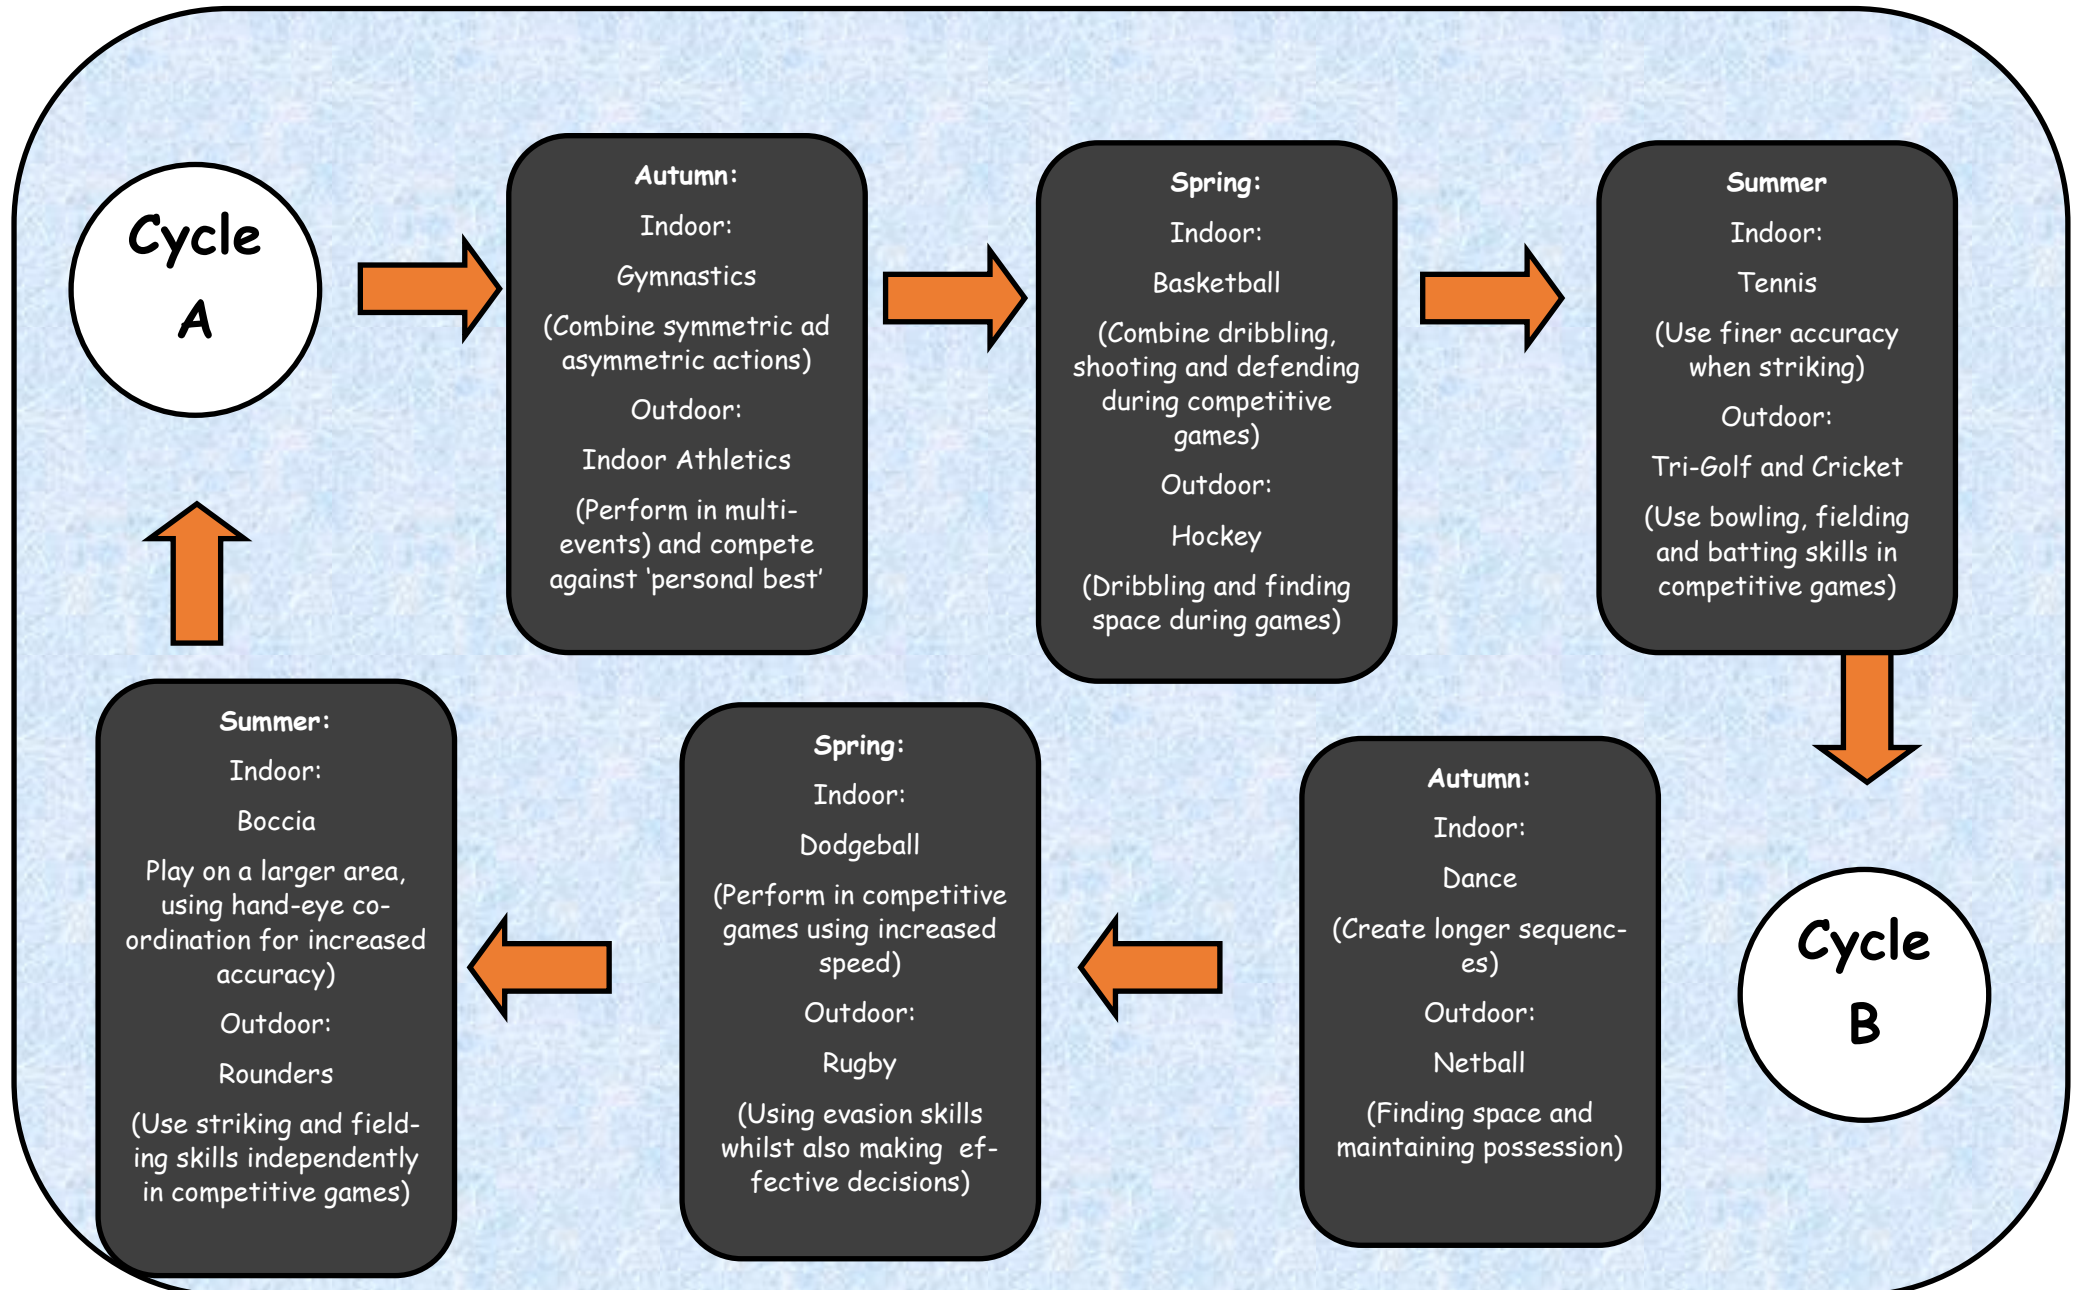 Cycle
A
Autumn:
Indoor:
Gymnastics
(Combine symmetric ad
asymmetric actions)
Outdoor:
Indoor Athletics
(Perform in multi-
events) and compete
against ‘personal best’
Spring:
Indoor:
Basketball
(Combine dribbling,
shooting and defending
during competitive
games)
Outdoor:
Hockey
(Dribbling and finding
space during games)
Summer
Indoor:
Tennis
(Use finer accuracy
when striking)
Outdoor:
Tri-Golf and Cricket
(Use bowling, fielding
and batting skills in
competitive games)
Cycle
B
Autumn:
Indoor:
Dance
(Create longer sequenc-
es)
Outdoor:
Netball
(Finding space and
maintaining possession)
Spring:
Indoor:
Dodgeball
(Perform in competitive
games using increased
speed)
Outdoor:
Rugby
(Using evasion skills
whilst also making  ef-
fective decisions)
Summer:
Indoor:
Boccia
Play on a larger area,
using hand-eye co-
ordination for increased
accuracy)
Outdoor:
Rounders
(Use striking and field-
ing skills independently
in competitive games)